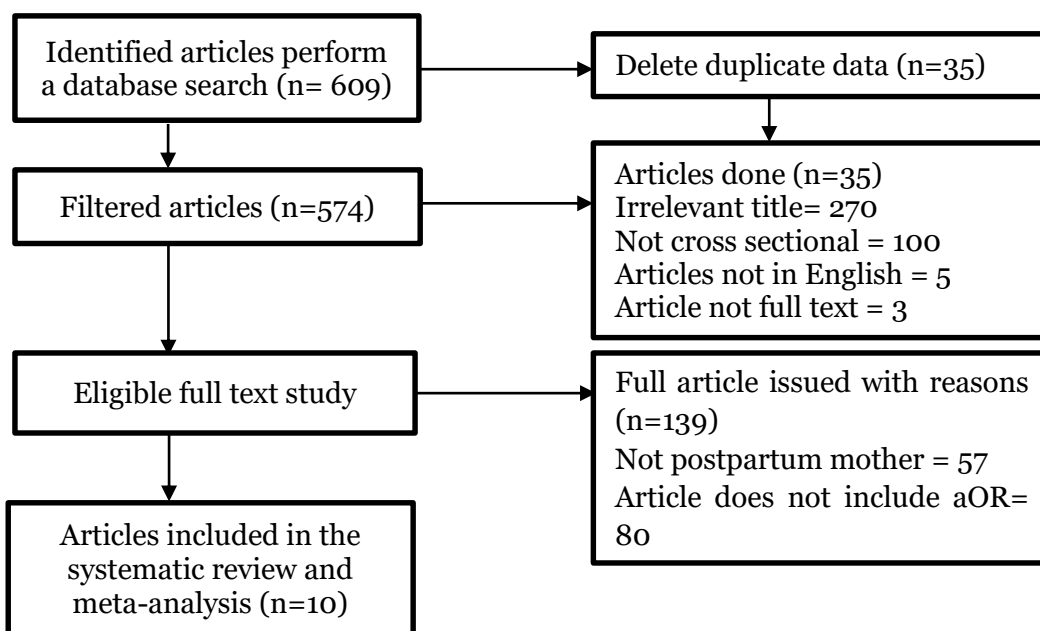 Identified articles perform
a database search (n= 609)
Delete duplicate data (n=35)
Filtered articles (n=574)
Articles done (n=35)
Irrelevant title= 270
Not cross sectional = 100
Articles not in English = 5
Article not full text = 3
Eligible full text study
Full article issued with reasons
(n=139)
Not postpartum mother = 57
Article does not include aOR=
80
Articles included in the
systematic review and
meta-analysis (n=10)